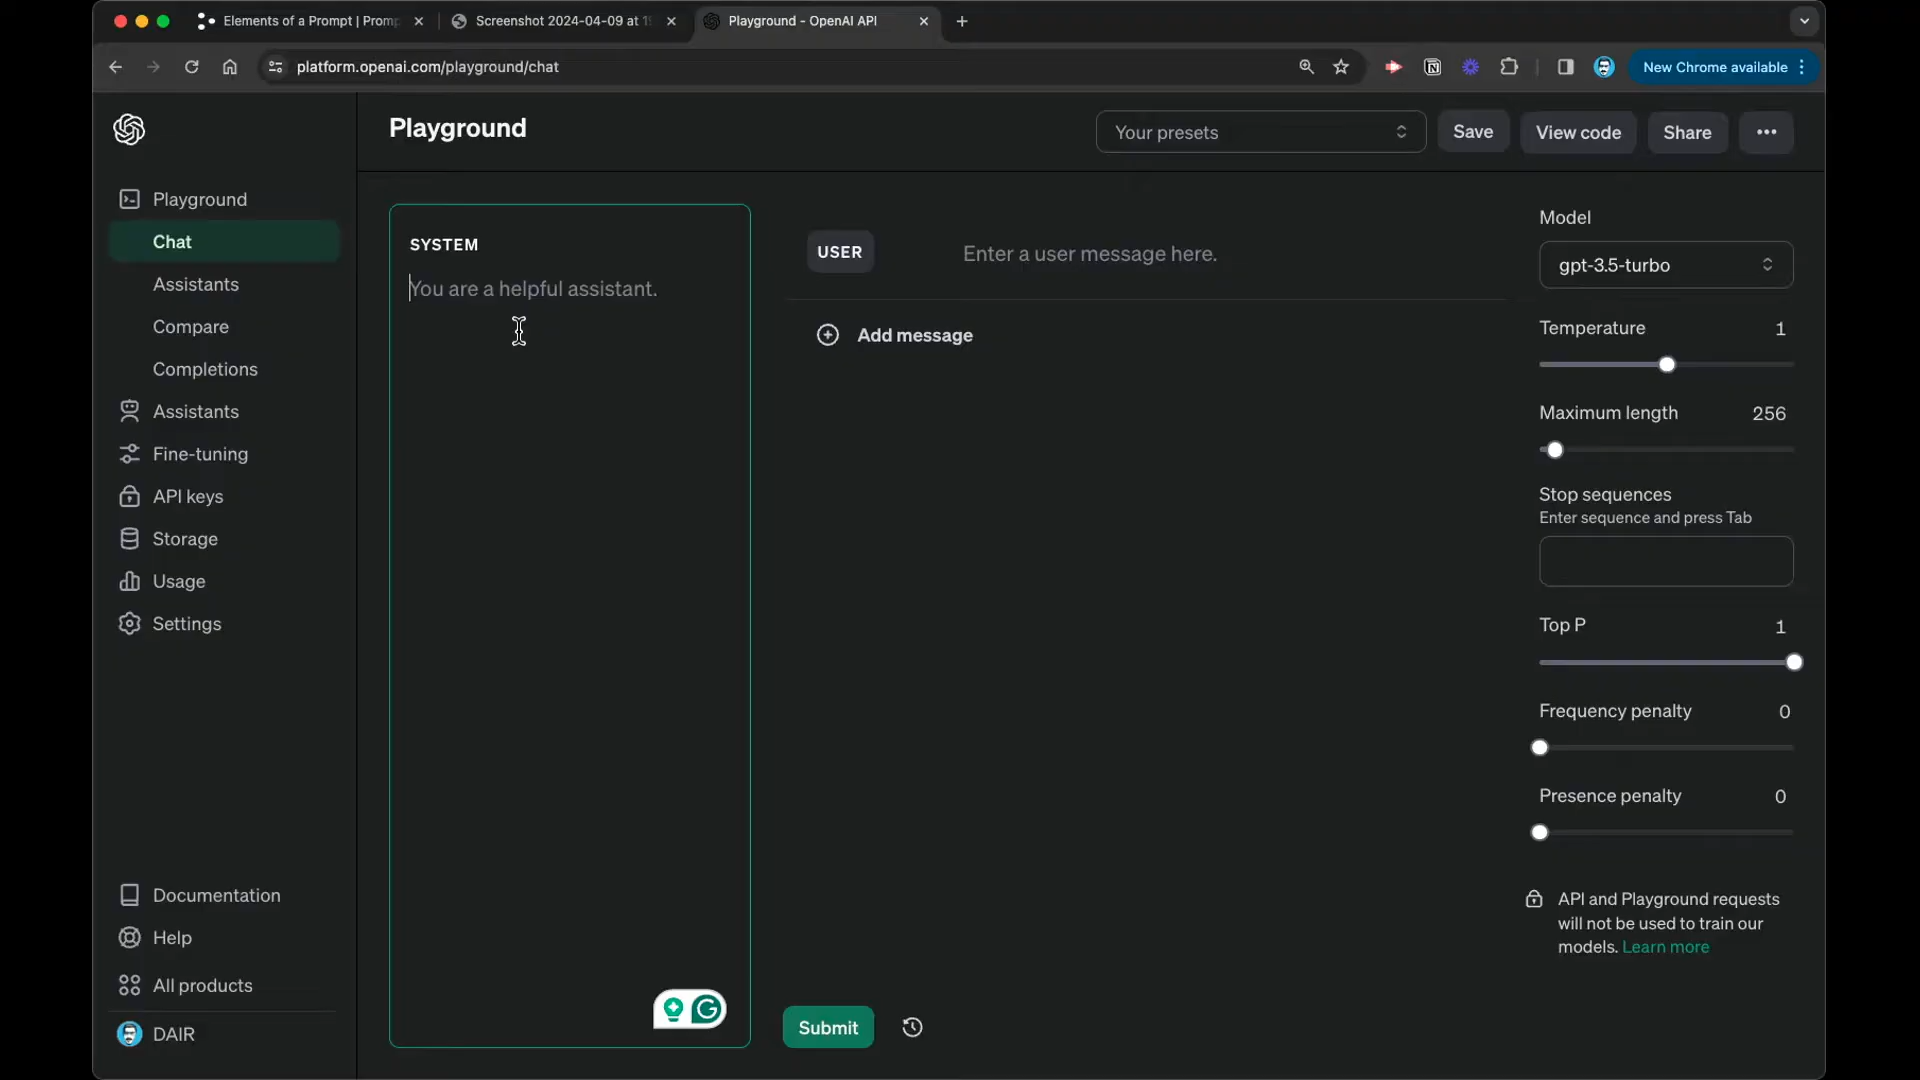 Elements of a Prompt | Promp
Screenshot 2024-04-09 at 1
Playground - OpenAI API
platform.openai.com/playground/chat
New Chrome available
Playground
Your presets
Save
View code
Share
Playground
Chat
Assistants
Compare
Completions
Assistants
Fine-tuning
API keys
Storage
Usage
Settings
Documentation
Help
All products
DAIR
SYSTEM
You are a helpful assistant.
USER
Enter a user message here.
Add message
Submit
Model
gpt-3.5-turbo
Temperature 1
Maximum length 256
Stop sequences
Enter sequence and press Tab
Top P 1
Frequency penalty 0
Presence penalty 0
API and Playground requests
will not be used to train our
models. Learn more